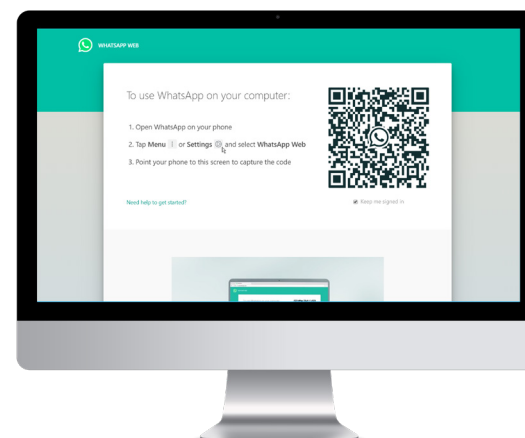 WHATSAPP WEB
To use WhatsApp on your computer:
1. Open WhatsApp on your phone
2. Tap Menu or Settings and select WhatsApp Web
3. Point your phone to this screen to capture the code
Need help to get started?
Keep me signed in